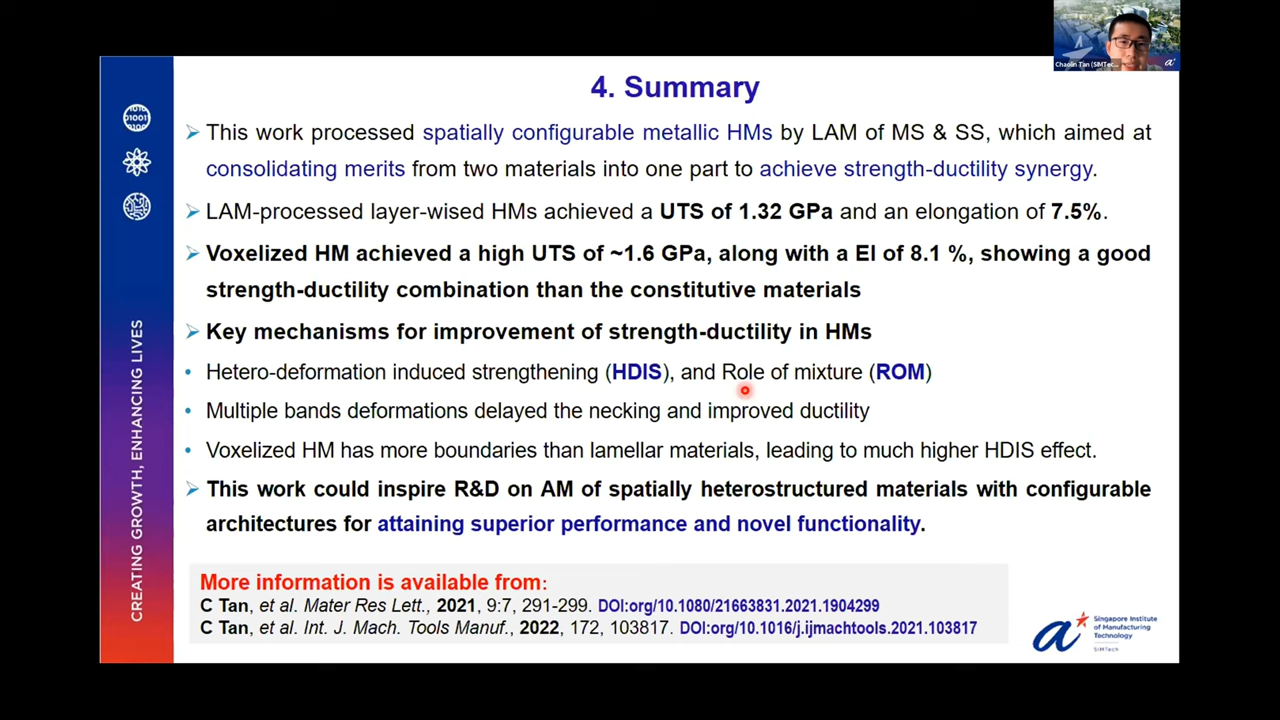 Chaolin Tan (SIMTec...
4. Summary
This work processed spatially configurable metallic HMs by LAM of MS & SS, which aimed at
consolidating merits from two materials into one part to achieve strength-ductility synergy.
LAM-processed layer-wised HMs achieved a UTS of 1.32 GPa and an elongation of 7.5%.
Voxelized HM achieved a high UTS of ~1.6 GPa, along with a EI of 8.1 %, showing a good
strength-ductility combination than the constitutive materials
Key mechanisms for improvement of strength-ductility in HMs
Hetero-deformation induced strengthening (HDIS), and Role of mixture (ROM)
Multiple bands deformations delayed the necking and improved ductility
Voxelized HM has more boundaries than lamellar materials, leading to much higher HDIS effect.
This work could inspire R&D on AM of spatially heterostructured materials with configurable
architectures for attaining superior performance and novel functionality.
More information is available from:
C Tan, et al. Mater Res Lett., 2021, 9:7, 291-299. DOI:org/10.1080/21663831.2021.1904299
C Tan, et al. Int. J. Mach. Tools Manuf., 2022, 172, 103817. DOI:org/10.1016/j.ijmachtools.2021.103817
CREATING GROWTH, ENHANCING LIVES
Singapore Institute
of Manufacturing
Technology
SIMTech